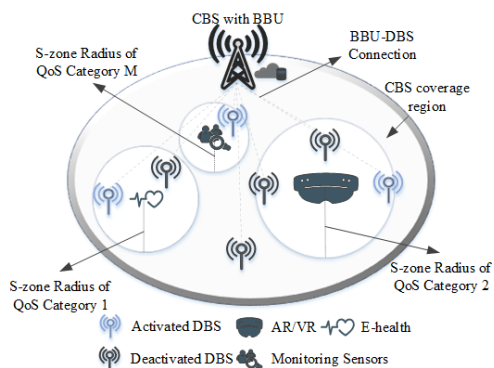 CBS with BBU
S-zone Radius of
QoS Category M
BBU-DBS
Connection
CBS coverage
region
S-zone Radius of
QoS Category 1
S-zone Radius of
QoS Category 2
Activated DBS
AR/VR
E-health
Deactivated DBS
Monitoring Sensors